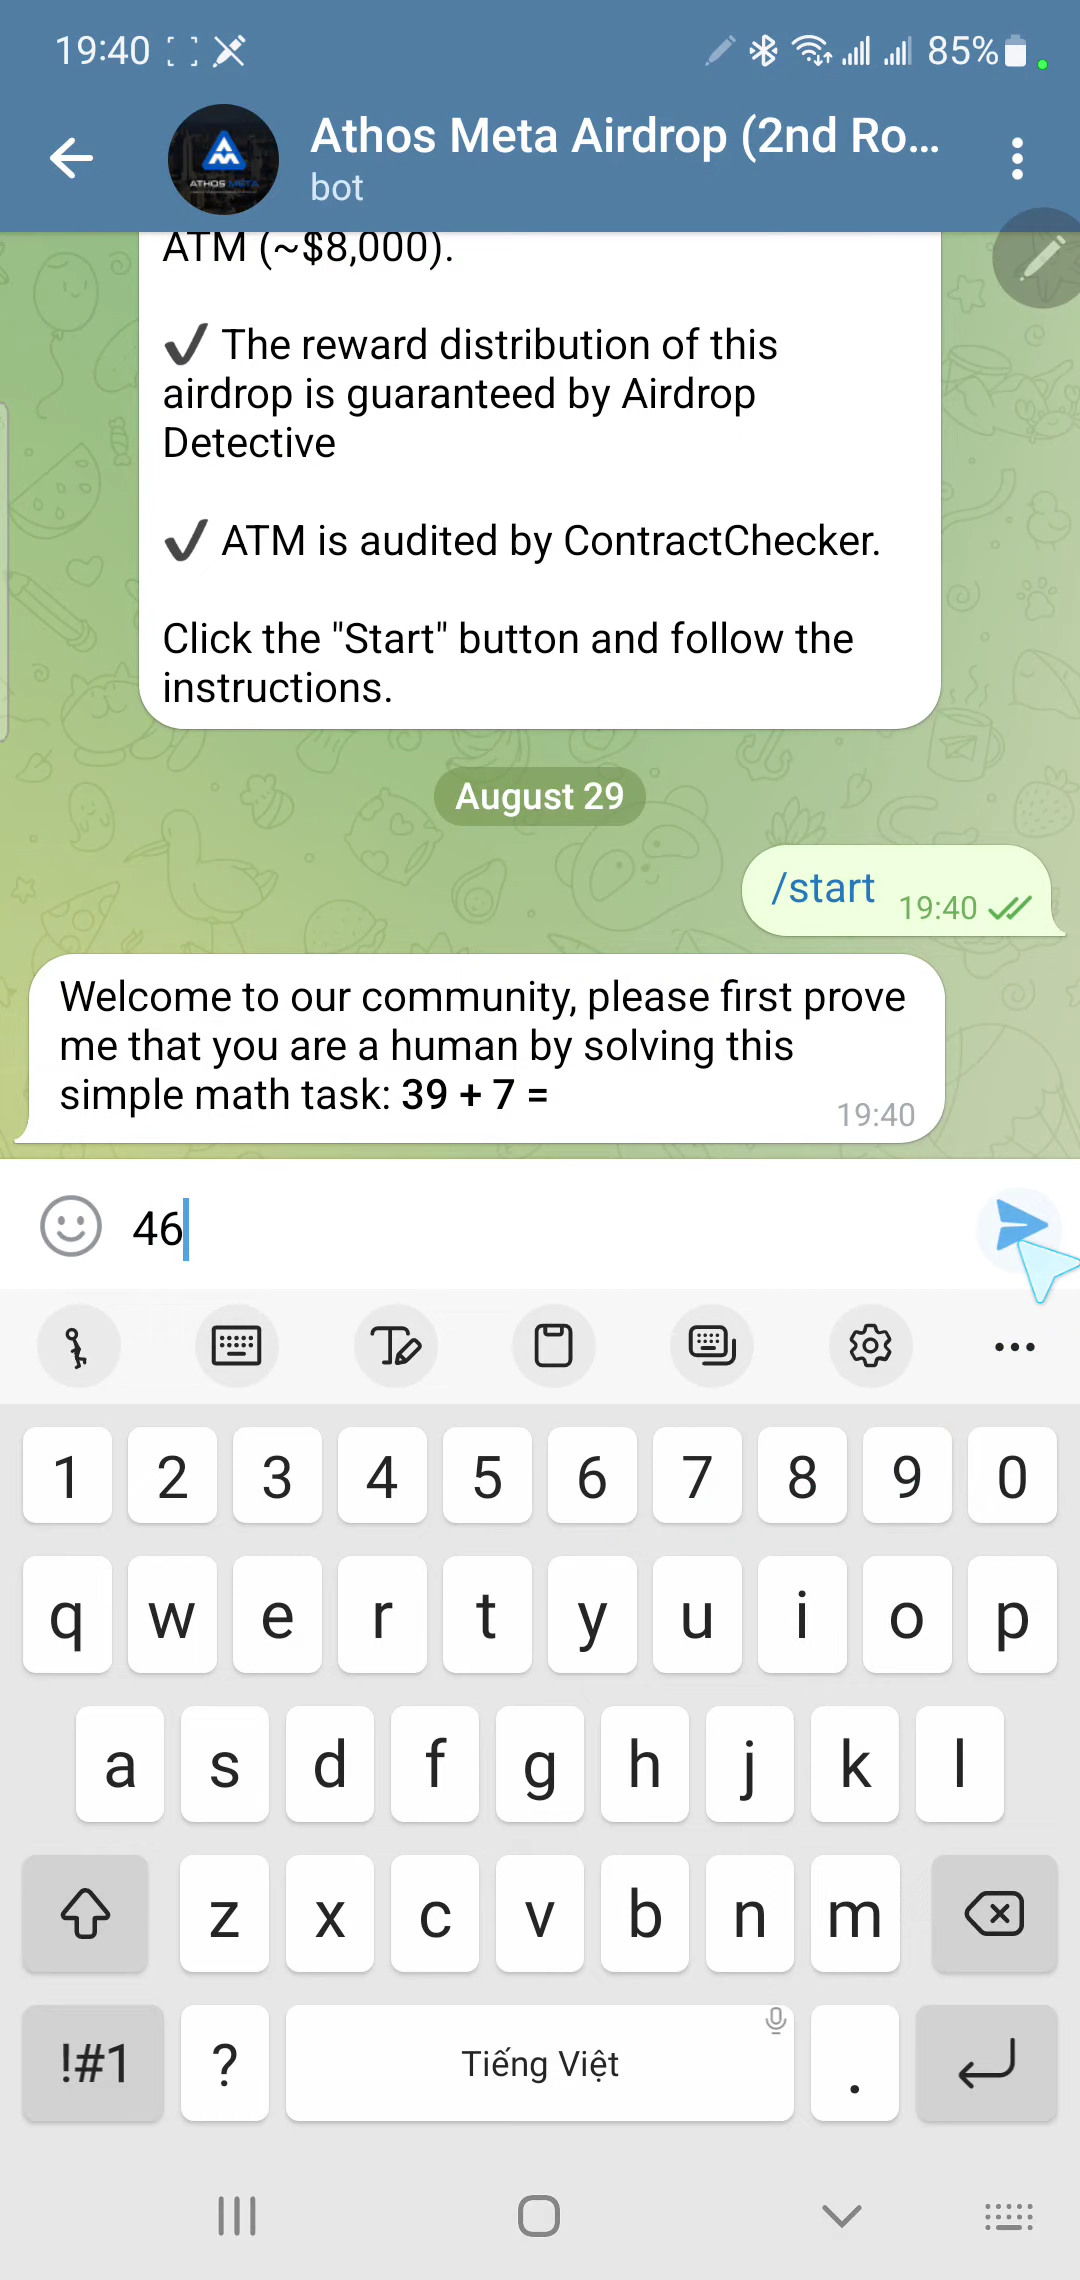 19:40
85%
Athos Meta Airdrop (2nd Ro...
bot
ATHOS META
ATM (~$8,000).
✔ The reward distribution of this
airdrop is guaranteed by Airdrop
Detective
✔ ATM is audited by ContractChecker.
Click the "Start" button and follow the
instructions.
August 29
/start 19:40
Welcome to our community, please first prove
me that you are a human by solving this
simple math task: 39 + 7 =
19:40
46
1 2 3 4 5 6 7 8 9 0
q w e r t y u i o p
a s d f g h j k l
z x c v b n m
!#1 ? Tiếng Việt .